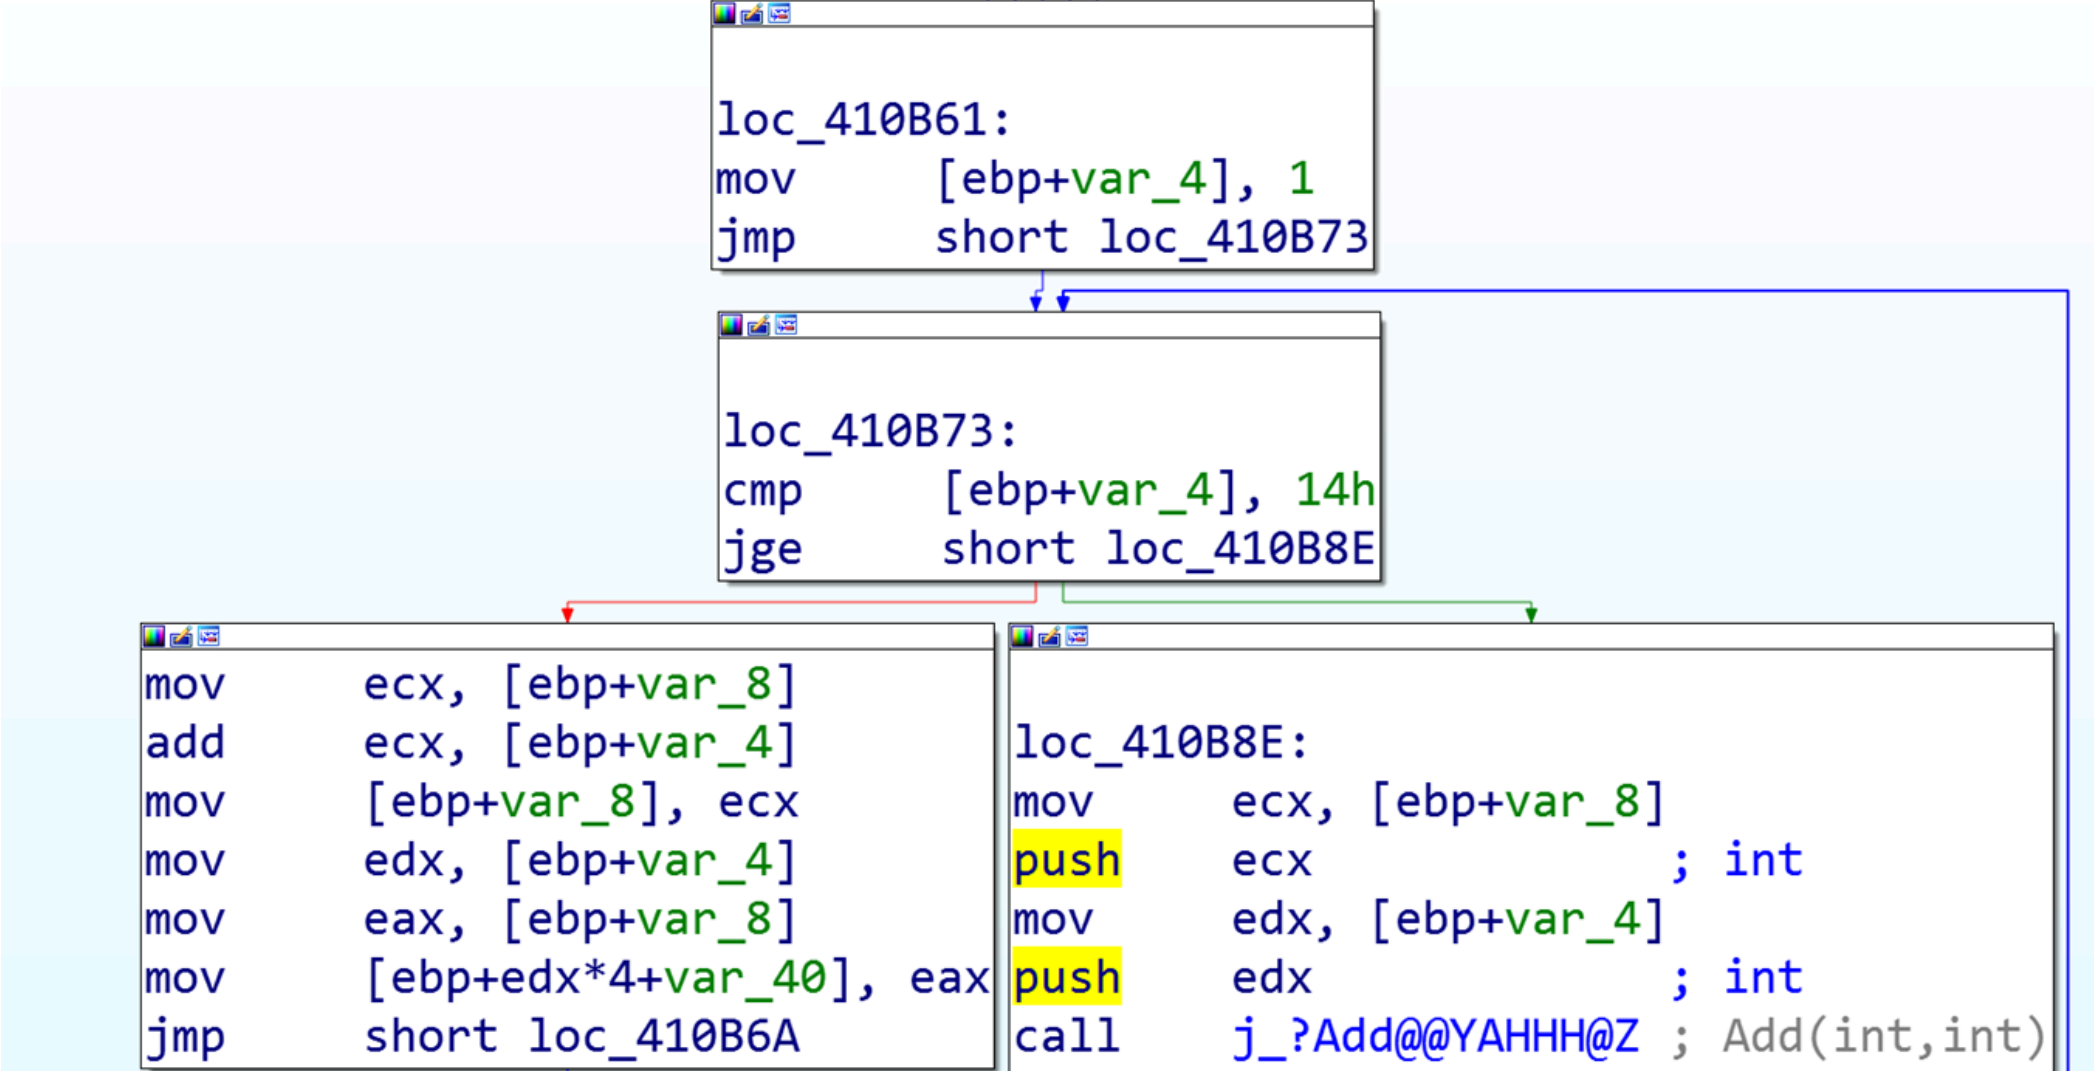 loc_410B61:
mov [ebp+var_4], 1
jmp short loc_410B73
loc_410B73:
cmp [ebp+var_4], 14h
jge short loc_410B8E
mov ecx, [ebp+var_8]
add ecx, [ebp+var_4]
mov [ebp+var_8], ecx
mov edx, [ebp+var_4]
mov eax, [ebp+var_8]
mov [ebp+edx*4+var_40], eax
jmp short loc_410B6A
loc_410B8E:
mov ecx, [ebp+var_8]
push ecx ; int
mov edx, [ebp+var_4]
push edx ; int
call j_?Add@@YAHHH@Z ; Add(int,int)